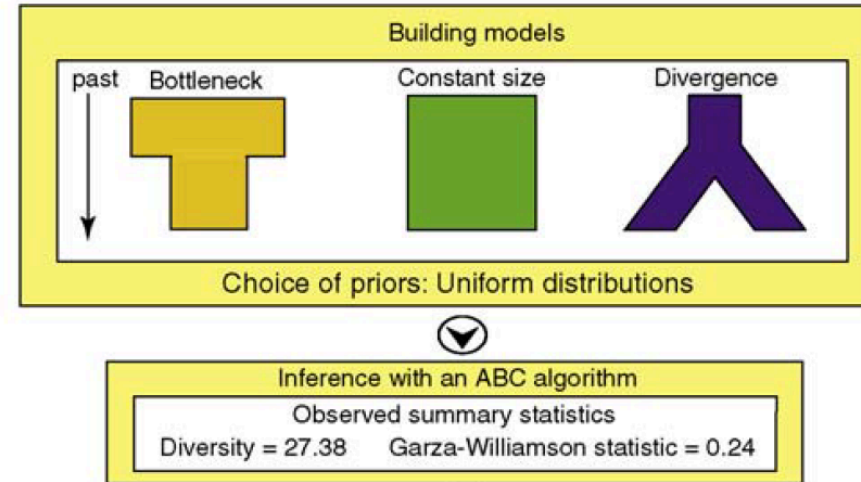 Building models
past Bottleneck Constant size Divergence
Choice of priors: Uniform distributions
Inference with an ABC algorithm
Observed summary statistics
Diversity = 27.38 Garza-Williamson statistic = 0.24